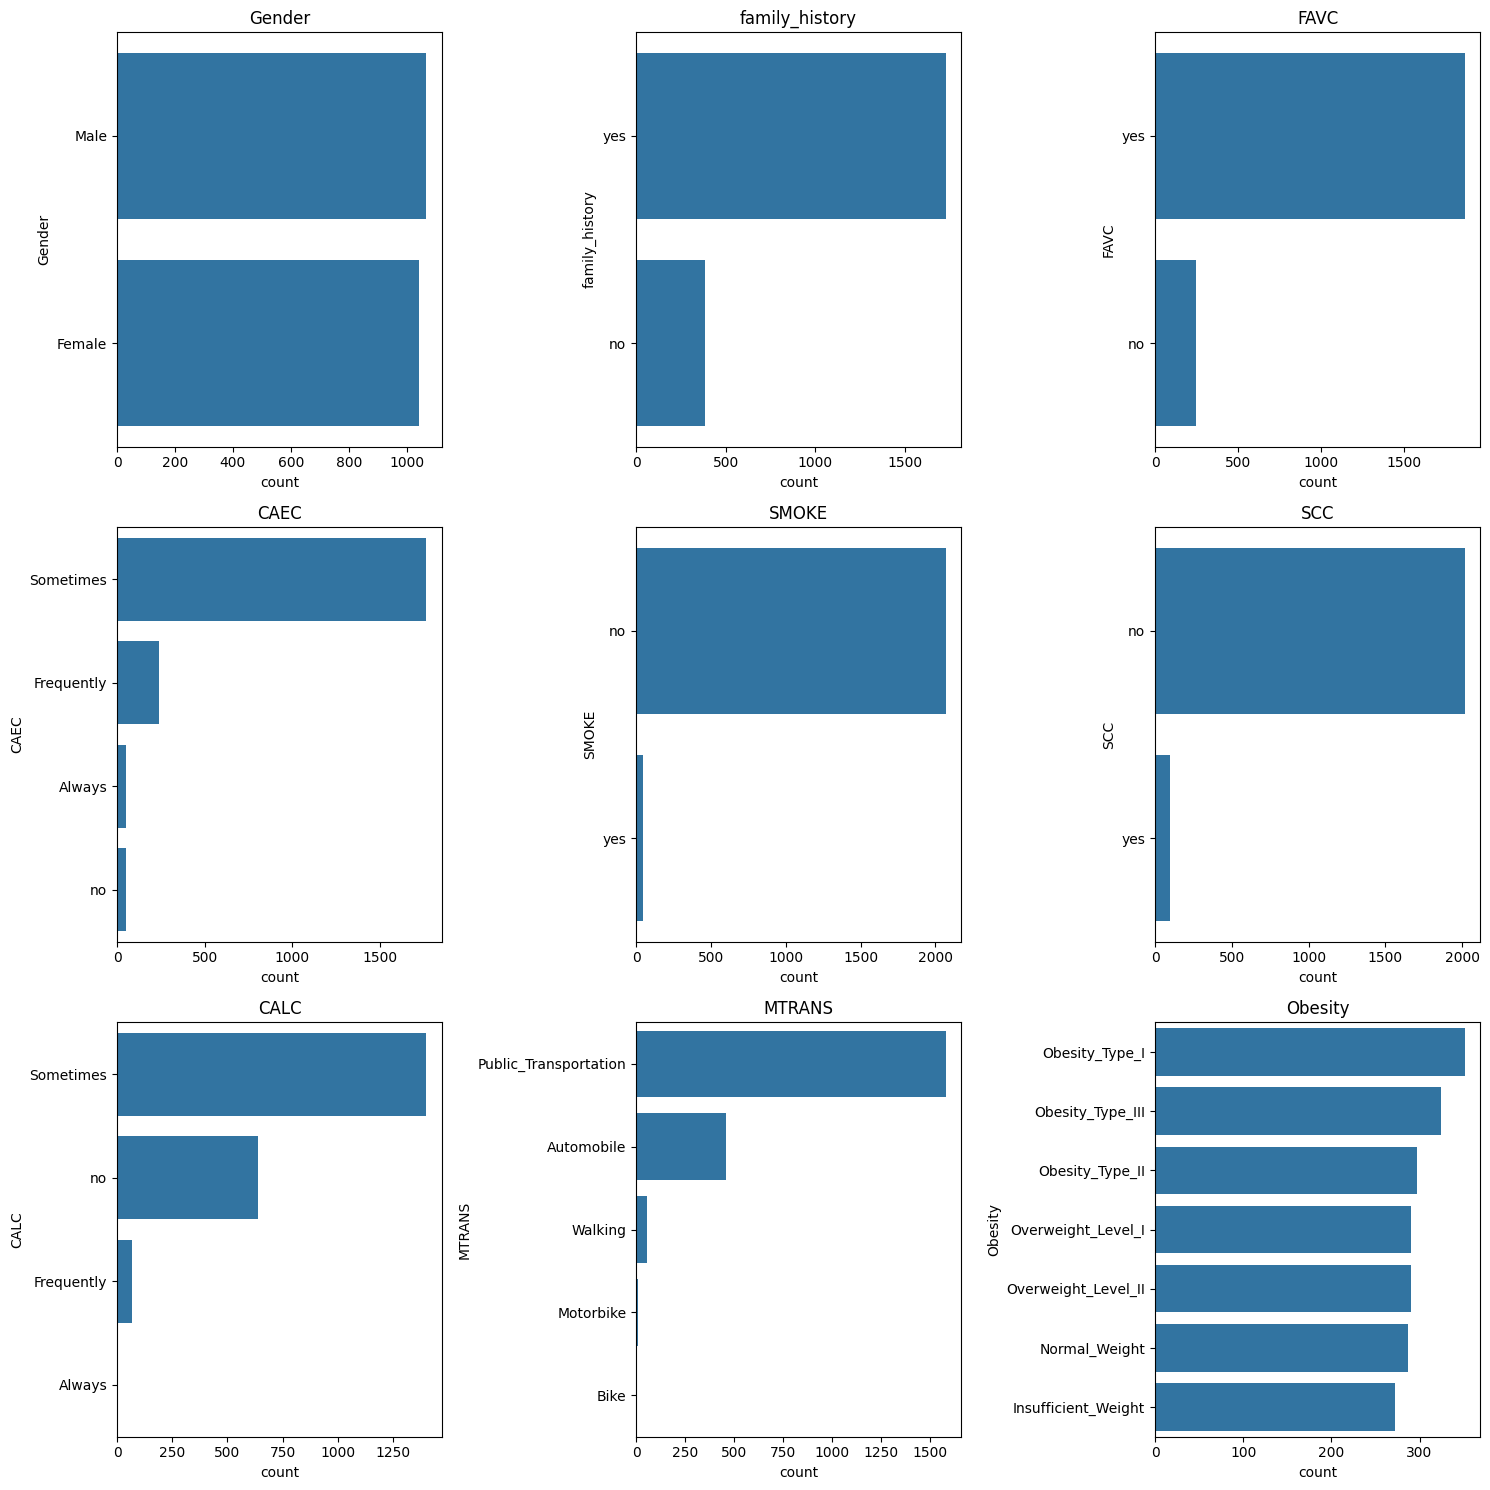 Gender
Gender
Male
Female
0 200 400 600 800 1000
count
family_history
family_history
yes
no
0 500 1000 1500
count
FAVC
FAVC
yes
no
0 500 1000 1500
count
CAEC
CAEC
Sometimes
Frequently
Always
no
0 500 1000 1500
count
SMOKE
SMOKE
no
yes
0 500 1000 1500 2000
count
SCC
SCC
no
yes
0 500 1000 1500 2000
count
CALC
CALC
Sometimes
no
Frequently
Always
0 250 500 750 1000 1250
count
MTRANS
MTRANS
Public_Transportation
Automobile
Walking
Motorbike
Bike
0 250 500 750 1000 1250 1500
count
Obesity
Obesity
Obesity_Type_I
Obesity_Type_III
Obesity_Type_II
Overweight_Level_I
Overweight_Level_II
Normal_Weight
Insufficient_Weight
0 100 200 300
count